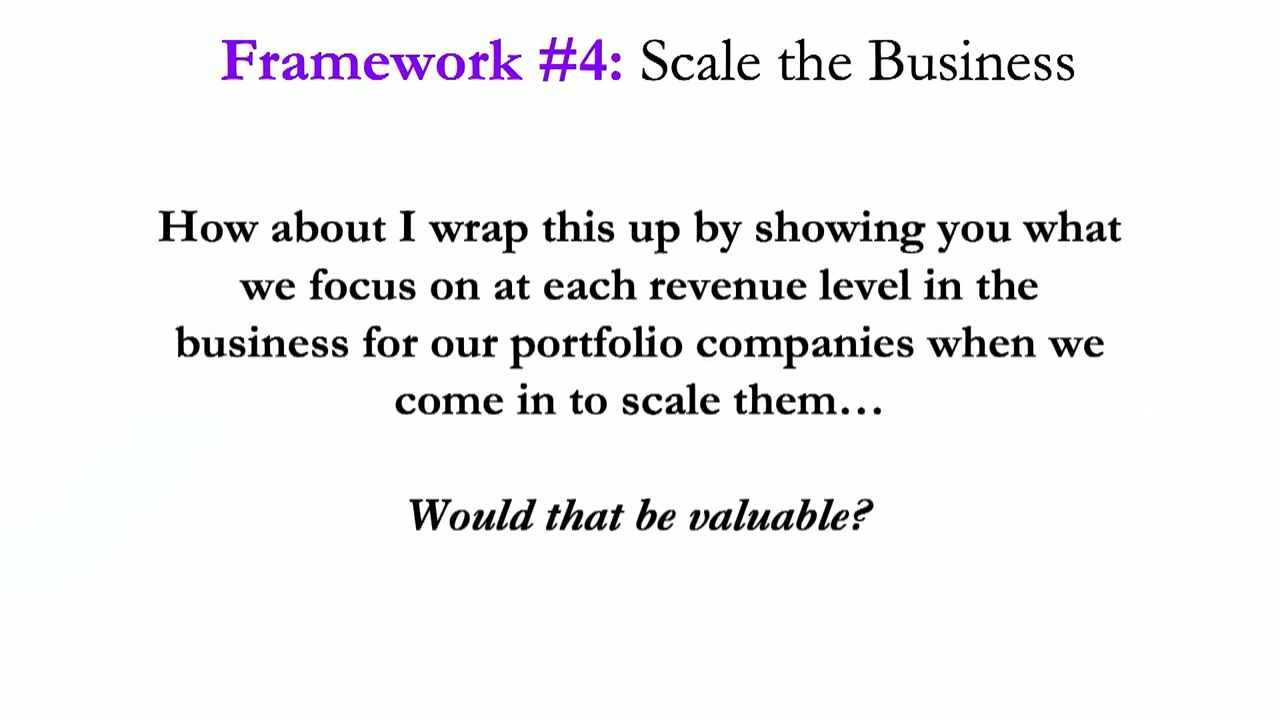 Framework #4: Scale the Business
How about I wrap this up by showing you what
we focus on at each revenue level in the
business for our portfolio companies when we
come in to scale them…
Would that be valuable?